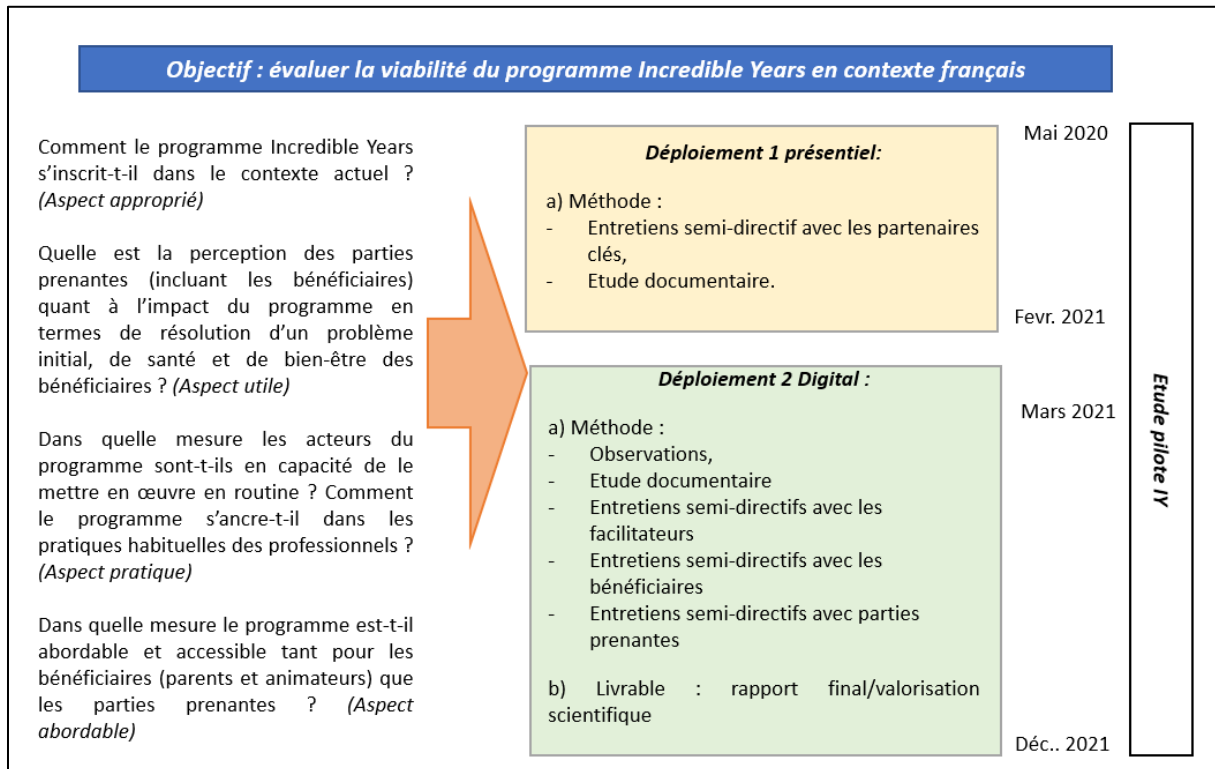 Objectif : évaluer la viabilité du programme Incredible Years en contexte français
Comment le programme Incredible Years
s’inscrit-t-il dans le contexte actuel ?
(Aspect approprié)
Quelle est la perception des parties
prenantes (incluant les bénéficiaires)
quant à l’impact du programme en
termes de résolution d’un problème
initial, de santé et de bien-être des
bénéficiaires ? (Aspect utile)
Dans quelle mesure les acteurs du
programme sont-t-ils en capacité de le
mettre en œuvre en routine ? Comment
le programme s’ancre-t-il dans les
pratiques habituelles des professionnels ?
(Aspect pratique)
Dans quelle mesure le programme est-t-il
abordable et accessible tant pour les
bénéficiaires (parents et animateurs) que
les parties prenantes ? (Aspect
abordable)
Déploiement 1 présentiel:
a) Méthode :
- Entretiens semi-directif avec les partenaires
clés,
- Etude documentaire.
Déploiement 2 Digital :
a) Méthode :
- Observations,
- Etude documentaire
- Entretiens semi-directifs avec les
facilitateurs
- Entretiens semi-directifs avec les
bénéficiaires
- Entretiens semi-directifs avec parties
prenantes
b) Livrable : rapport final/valorisation
scientifique
Mai 2020
Fevr. 2021
Mars 2021
Déc.. 2021
Etude pilote IY